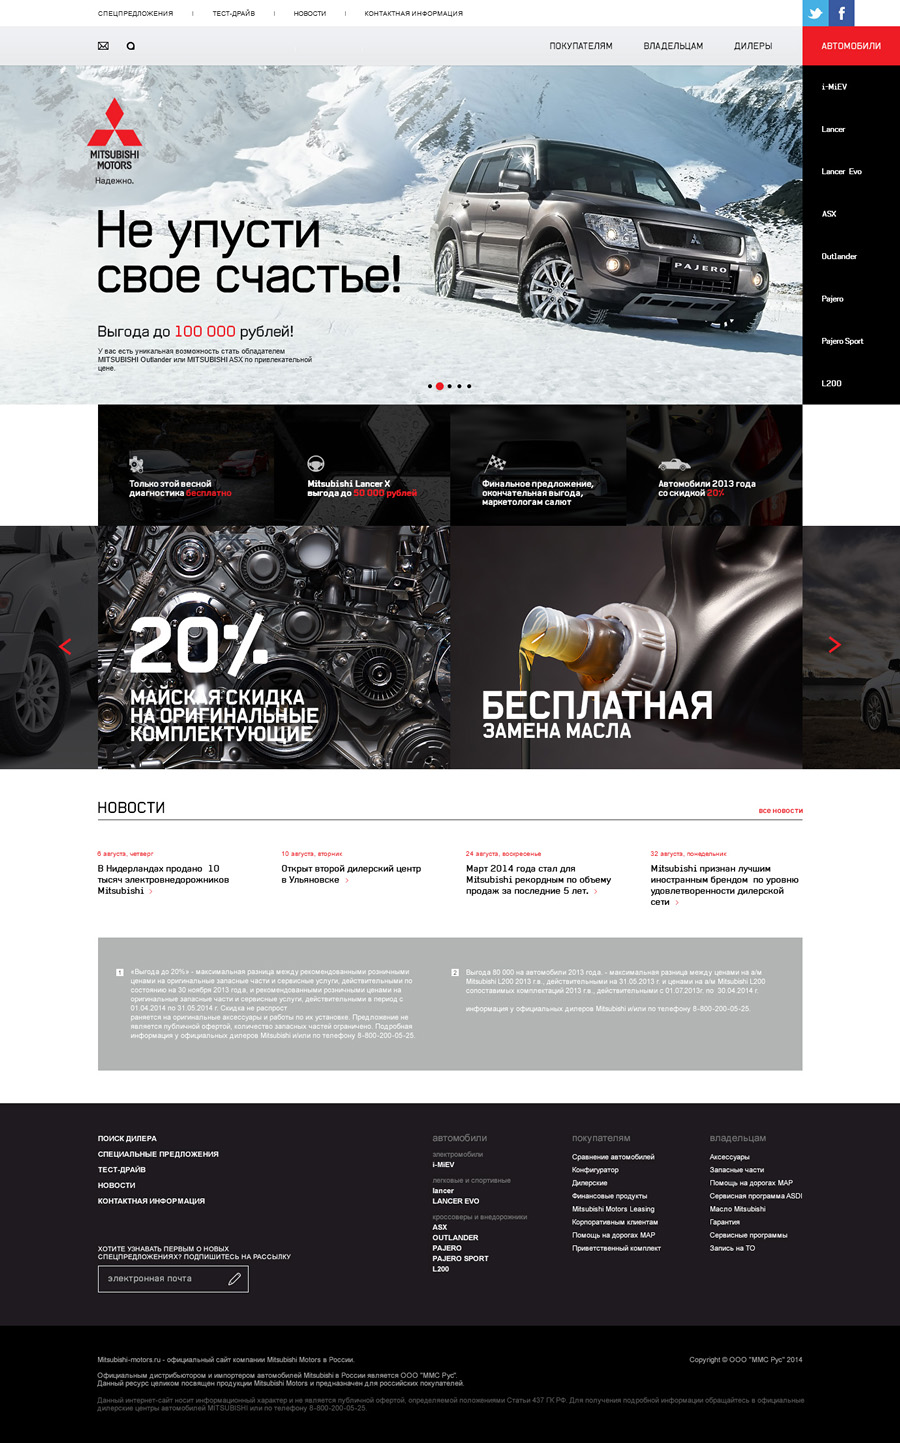 СПЕЦПРЕДЛОЖЕНИЯ | ТЕСТ-ДРАЙВ | НОВОСТИ | КОНТАКТНАЯ ИНФОРМАЦИЯ
ПОКУПАТЕЛЯМ ВЛАДЕЛЬЦАМ ДИЛЕРЫ АВТОМОБИЛИ
i-MiEV
Lancer
Lancer Evo
ASX
Outlander
Pajero
Pajero Sport
L200
MITSUBISHI
MOTORS
Надежно.
Не упусти
свое счастье!
PAJERO
Выгода до 100 000 рублей!
У вас есть уникальная возможность стать обладателем
MITSUBISHI Outlander или MITSUBISHI ASX по привлекательной
цене.
Только этой весной
диагностика бесплатно
Mitsubishi Lancer X
выгода до 50 000 рублей
Финальное предложение,
окончательная выгода,
маркетологам салют
Автомобили 2013 года
со скидкой 20%
20%
МАЙСКАЯ СКИДКА
НА ОРИГИНАЛЬНЫЕ
КОМПЛЕКТУЮЩИЕ
БЕСПЛАТНАЯ
ЗАМЕНА МАСЛА
НОВОСТИ
все новости
6 августа, четверг
В Нидерландах продано 10
тысяч электровнедорожников
Mitsubishi >
10 августа, вторник
Открыт второй дилерский центр
в Ульяновске >
24 августа, воскресенье
Март 2014 года стал для
Mitsubishi рекордным по объему
продаж за последние 5 лет. >
32 августа, понедельник
Mitsubishi признан лучшим
иностранным брендом по уровню
удовлетворенности дилерской
сети >
1 «Выгода до 20%» - максимальная разница между рекомендованными розничными
ценами на оригинальные запасные части и сервисные услуги, действительными по
состоянию на 30 ноября 2013 года, и рекомендованными розничными ценами на
оригинальные запасные части и сервисные услуги, действительными в период с
01.04.2014 по 31.05.2014 г. Скидка не распрост
раняется на оригинальные аксессуары и работы по их установке. Предложение не
является публичной офертой, количество запасных частей ограничено. Подробная
информация у официальных дилеров Mitsubishi и/или по телефону 8-800-200-05-25.
2 Выгода 80 000 на автомобили 2013 года. - максимальная разница между ценами на а/м
Mitsubishi L200 2013 г.в., действительными на 31.05.2013 г. и ценами на а/м Mitsubishi L200
сопоставимых комплектаций 2013 г.в., действительными с 01.07.2013г. по 30.04.2014 г.
информация у официальных дилеров Mitsubishi и/или по телефону 8-800-200-05-25.
ПОИСК ДИЛЕРА
СПЕЦИАЛЬНЫЕ ПРЕДЛОЖЕНИЯ
ТЕСТ-ДРАЙВ
НОВОСТИ
КОНТАКТНАЯ ИНФОРМАЦИЯ
ХОТИТЕ УЗНАВАТЬ ПЕРВЫМ О НОВЫХ
СПЕЦПРЕДЛОЖЕНИЯХ? ПОДПИШИТЕСЬ НА РАССЫЛКУ
электронная почта
автомобили
электромобили
i-MiEV
легковые и спортивные
lancer
LANCER EVO
кроссоверы и внедорожники
ASX
OUTLANDER
PAJERO
PAJERO SPORT
L200
покупателям
Сравнение автомобилей
Конфигуратор
Дилерские
Финансовые продукты
Mitsubishi Motors Leasing
Корпоративным клиентам
Помощь на дорогах MAP
Приветственный комплект
владельцам
Аксессуары
Запасные части
Помощь на дорогах MAP
Сервисная программа ASDI
Масло Mitsubishi
Гарантия
Сервисные программы
Запись на ТО
Mitsubishi-motors.ru - официальный сайт компании Mitsubishi Motors в России.
Copyright © ООО "ММС Рус" 2014
Официальным дистрибьютором и импортером автомобилей Mitsubishi в России является ООО "ММС Рус".
Данный ресурс целиком посвящен продукции Mitsubishi Motors и предназначен для российских покупателей.
Данный интернет-сайт носит информационный характер и не является публичной офертой, определяемой положениями Статьи 437 ГК РФ. Для получения подробной информации обращайтесь в официальные
дилерские центры автомобилей MITSUBISHI или по телефону 8-800-200-05-25.